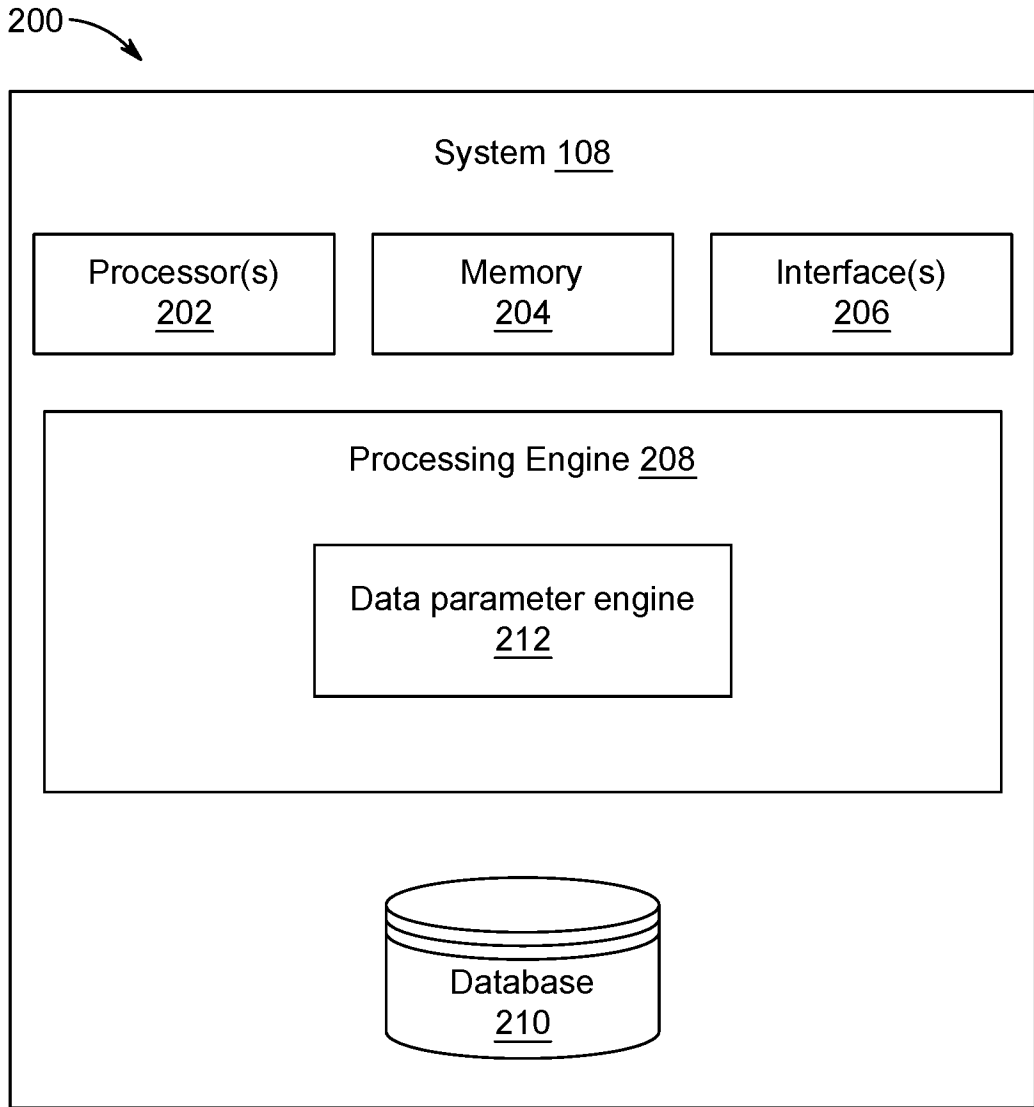 200
System 108
Processor(s)
202
Memory
204
Interface(s)
206
Processing Engine 208
Data parameter engine
212
Database
210